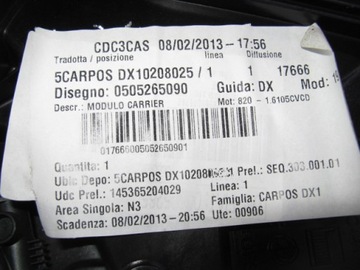 CDC3CAS 08/02/2013-17:56
Tradotta / posizione linea Diffusione
5CARPOS DX10208025 / 1 1 17666
Disegno: 0505265090 Guida: DX Mod:
Descr.: MODULO CARRIER Mot: 820 - 1.6105CVCD
017666005052650901
Quantita: 1
Ubic Depo: 5CARPOS Prel.: SEQ.303.001.01
Udc Prel: 145365204029 Linea: 1
Area Singola: N3 Famiglia: CARPOS DX1
Scadenza: 08/02/2013-20:56 Ute: 00906